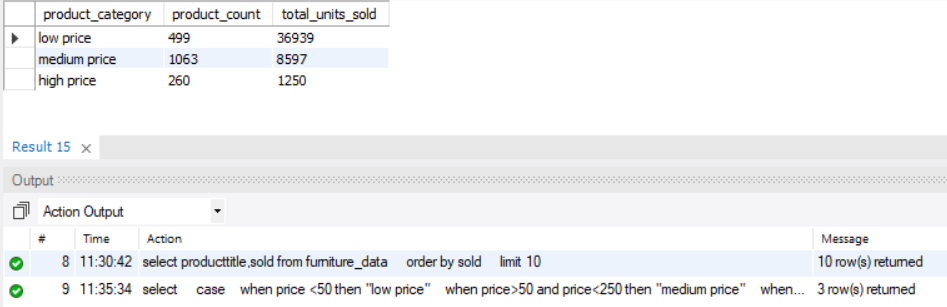 product_category product_count total_units_sold
low price 499 36939
medium price 1063 8597
high price 260 1250
Result 15 ×
Output
Action Output
# Time Action Message
8 11:30:42 select producttitle,sold from furniture_data order by sold limit 10 10 row(s) returned
9 11:35:34 select case when price <50 then "low price" when price>50 and price<250 then "medium price" when... 3 row(s) returned